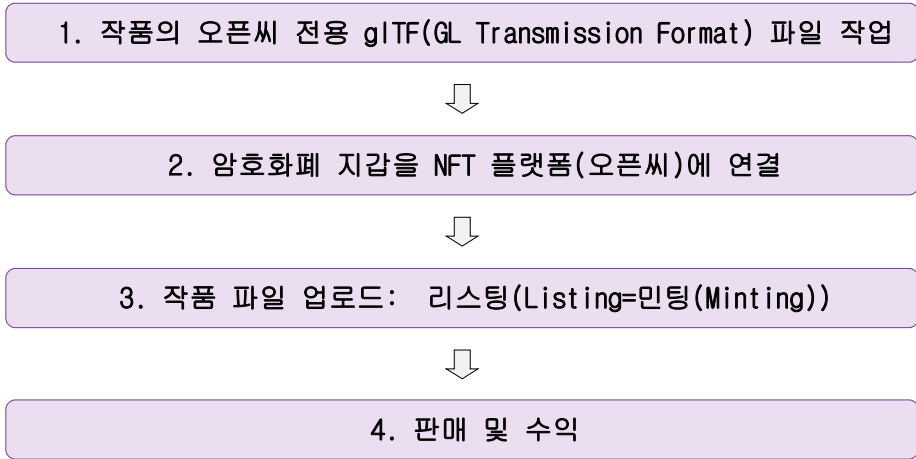 1. 작품의 오픈씨 전용 glTF(GL Transmission Format) 파일 작업
2. 암호화폐 지갑을 NFT 플랫폼(오픈씨)에 연결
3. 작품 파일 업로드: 리스팅(Listing=민팅(Minting))
4. 판매 및 수익